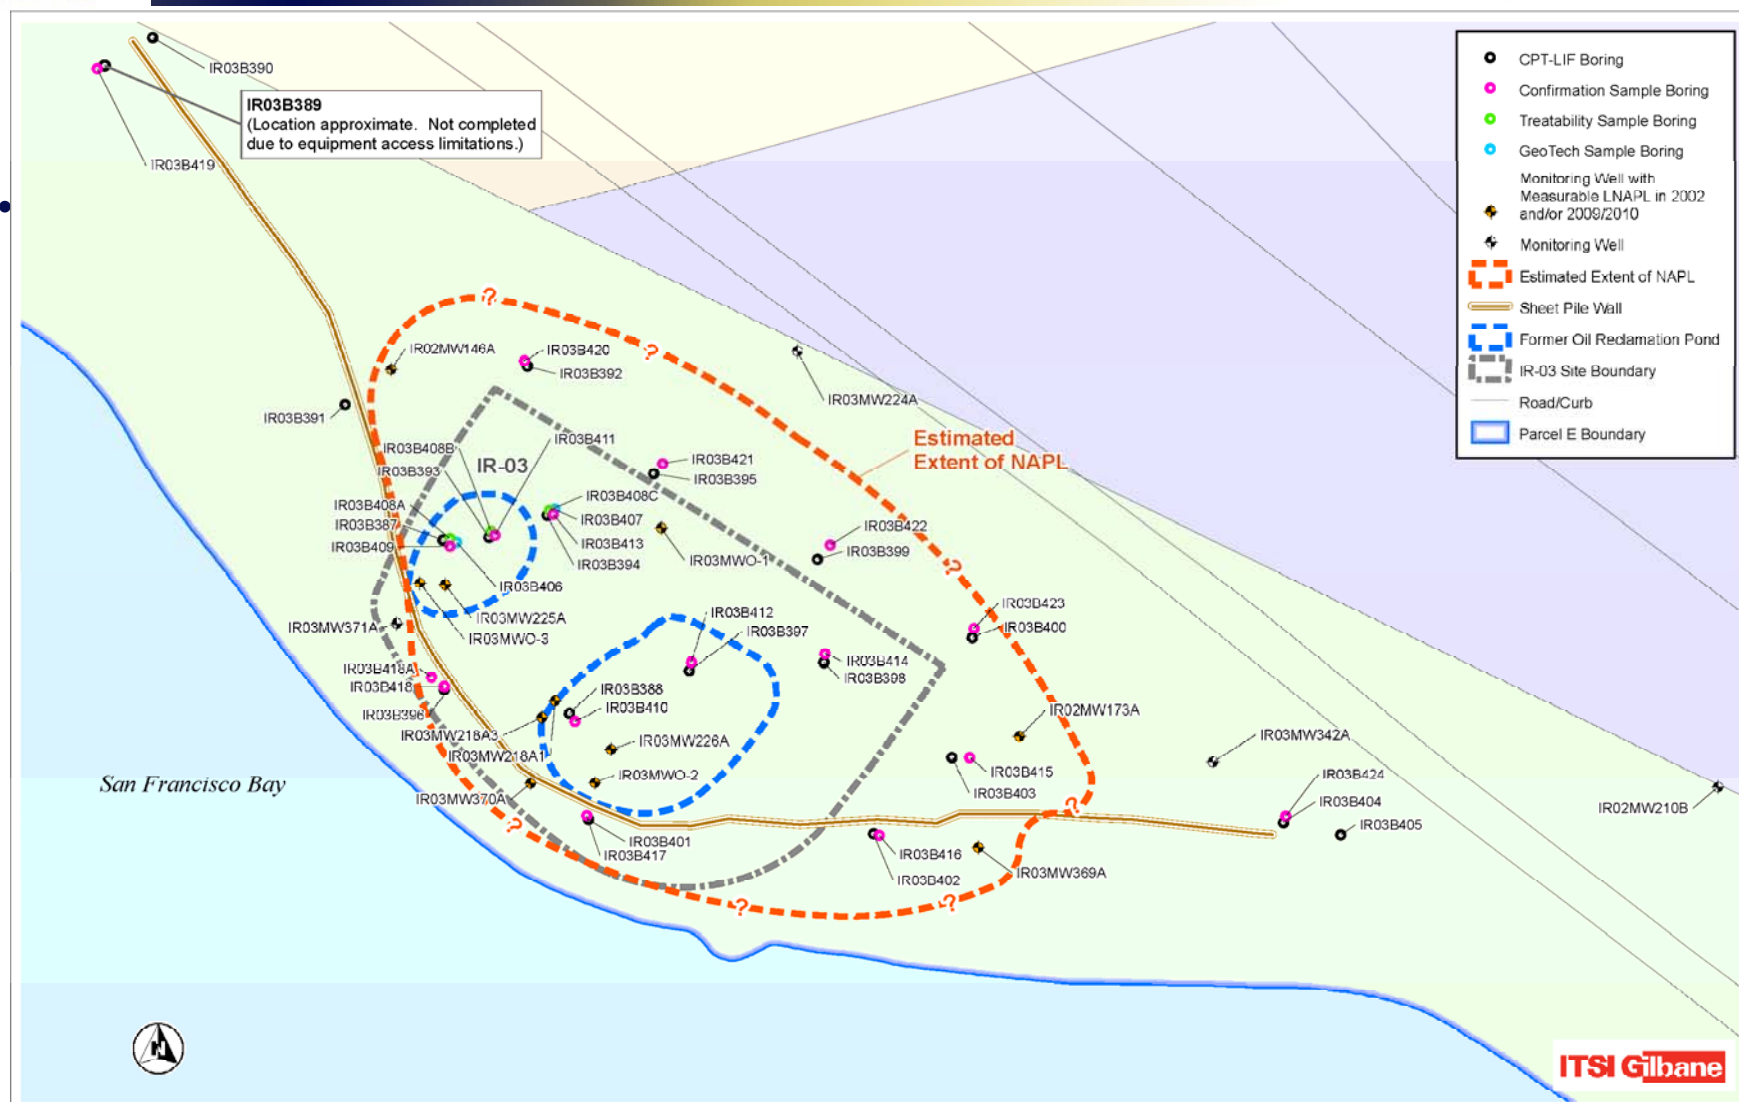 IR03B390
IR03B389
(Location approximate. Not completed
due to equipment access limitations.)
IR03B419
CPT-LIF Boring
Confirmation Sample Boring
Treatability Sample Boring
GeoTech Sample Boring
Monitoring Well with
Measurable LNAPL in 2002
and/or 2009/2010
Monitoring Well
Estimated Extent of NAPL
Sheet Pile Wall
Former Oil Reclamation Pond
IR-03 Site Boundary
Road/Curb
Parcel E Boundary
?
?
IR02MW146A
IR03B420
IR03B392
IR03MW224A
IR03B391
IR03B411
IR03B408B
IR03B393
IR-03
Estimated
Extent of NAPL
IR03B421
IR03B395
IR03B408A
IR03B387
IR03B409
IR03B408C
IR03B407
IR03B413
IR03B394
IR03MWO-1
IR03B422
IR03B399
?
IR03B406
IR03MW225A
IR03MWO-3
IR03MW371A
IR03B412
IR03B397
IR03B423
IR03B400
IR03B418A
IR03B418
IR03B396
IR03B414
IR03B398
IR03B388
IR03B410
IR03MW218A3
IR03MW218A1
IR03MW226A
IR03MWO-2
IR03MW370A
IR02MW173A
IR03B415
IR03B403
IR03MW342A
IR03B424
IR03B404
IR03B405
IR02MW210B
San Francisco Bay
?
?
IR03B401
IR03B417
IR03B416
IR03B402
IR03MW369A
?
?
N
ITSI Gilbane